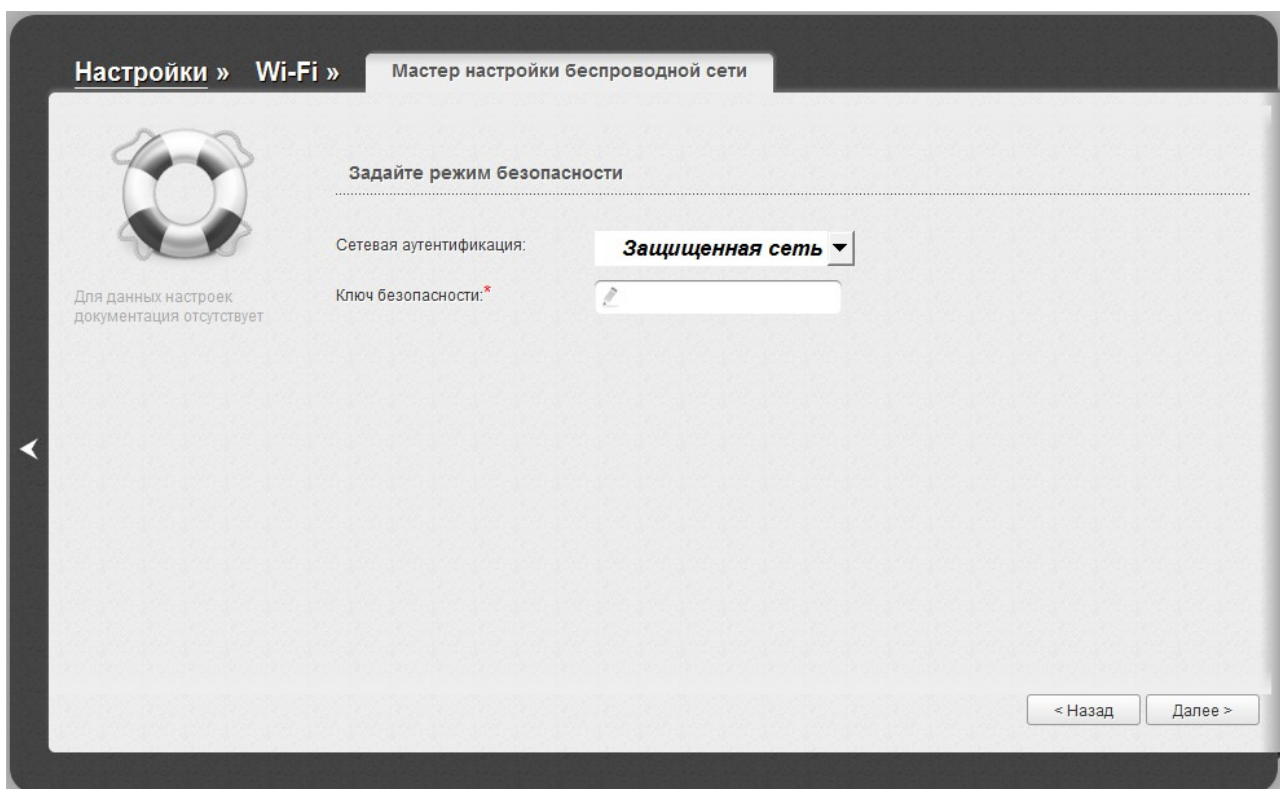 Настройки » Wi-Fi » Мастер настройки беспроводной сети
Для данных настроек
документация отсутствует
Задайте режим безопасности
Сетевая аутентификация: Защищенная сеть
Ключ безопасности:*
< Назад Далее >